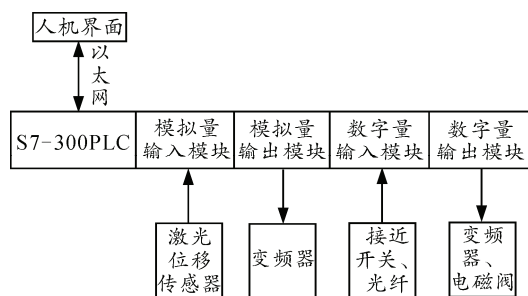 人机界面
以
太
网
S7-300PLC
模拟量
输入模块
模拟量
输出模块
数字量
输入模块
数字量
输出模块
激光
位移
传感器
变频器
接近
开关、
光纤
变频
器、
电磁阀